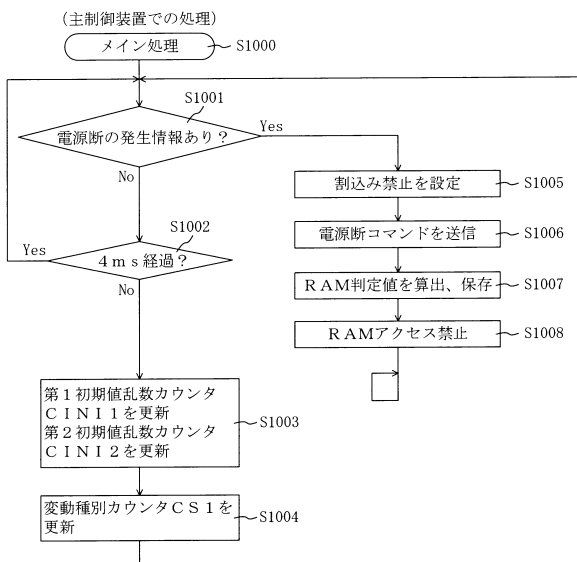 （主制御装置での処理）
メイン処理
S1000
S1001
電源断の発生情報あり？
Yes
No
割込み禁止を設定
S1005
S1002
Yes
４ｍｓ経過？
No
電源断コマンドを送信
S1006
ＲＡＭ判定値を算出、保存
S1007
ＲＡＭアクセス禁止
S1008
第１初期値乱数カウンタ
ＣＩＮＩ１を更新
第２初期値乱数カウンタ
ＣＩＮＩ２を更新
S1003
変動種別カウンタＣＳ１を
更新
S1004